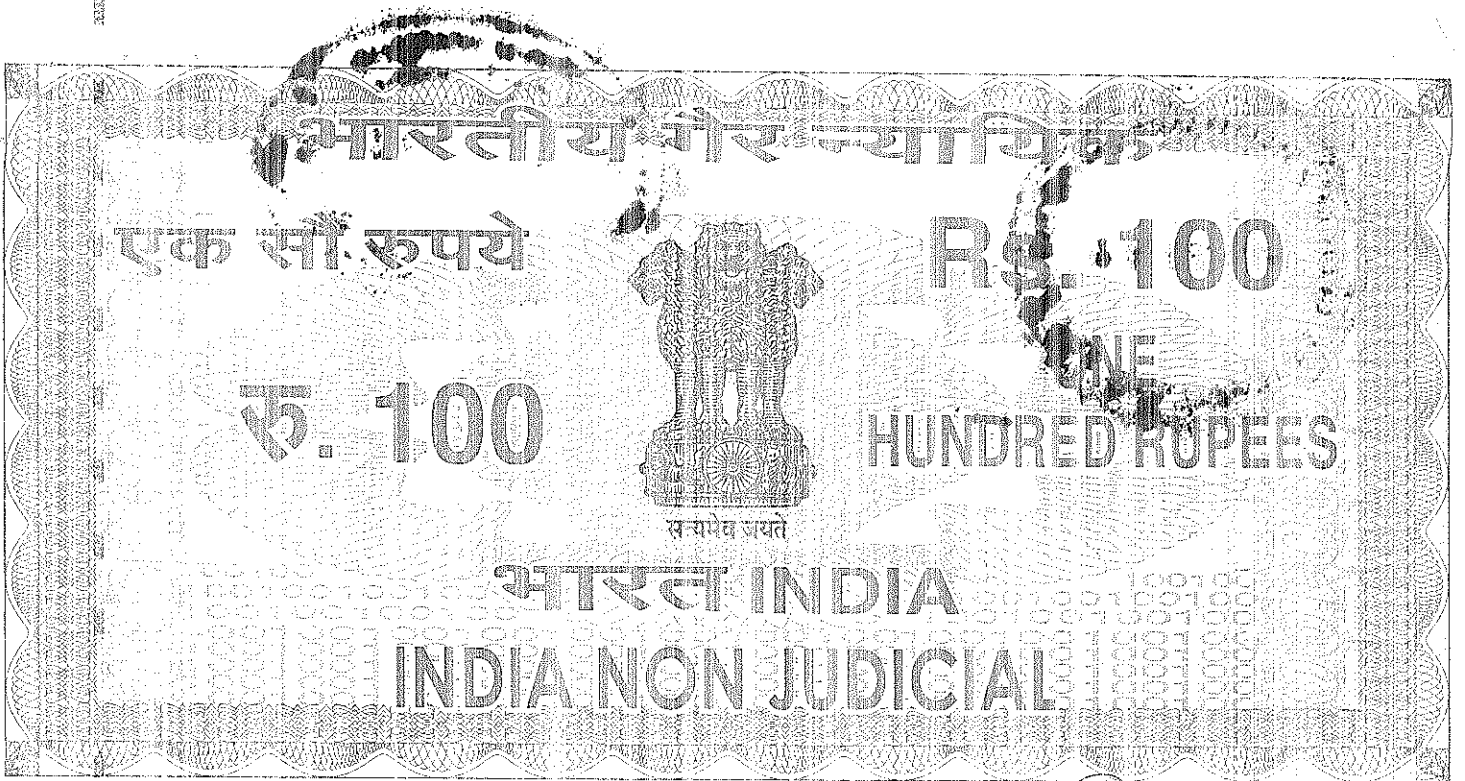 भारतीय गैर न्यायिक
एक सौ रुपये
Rs. 100
रु. 100
ONE
HUNDRED RUPEES
सत्यमेव जयते
भारत INDIA
INDIA NON JUDICIAL